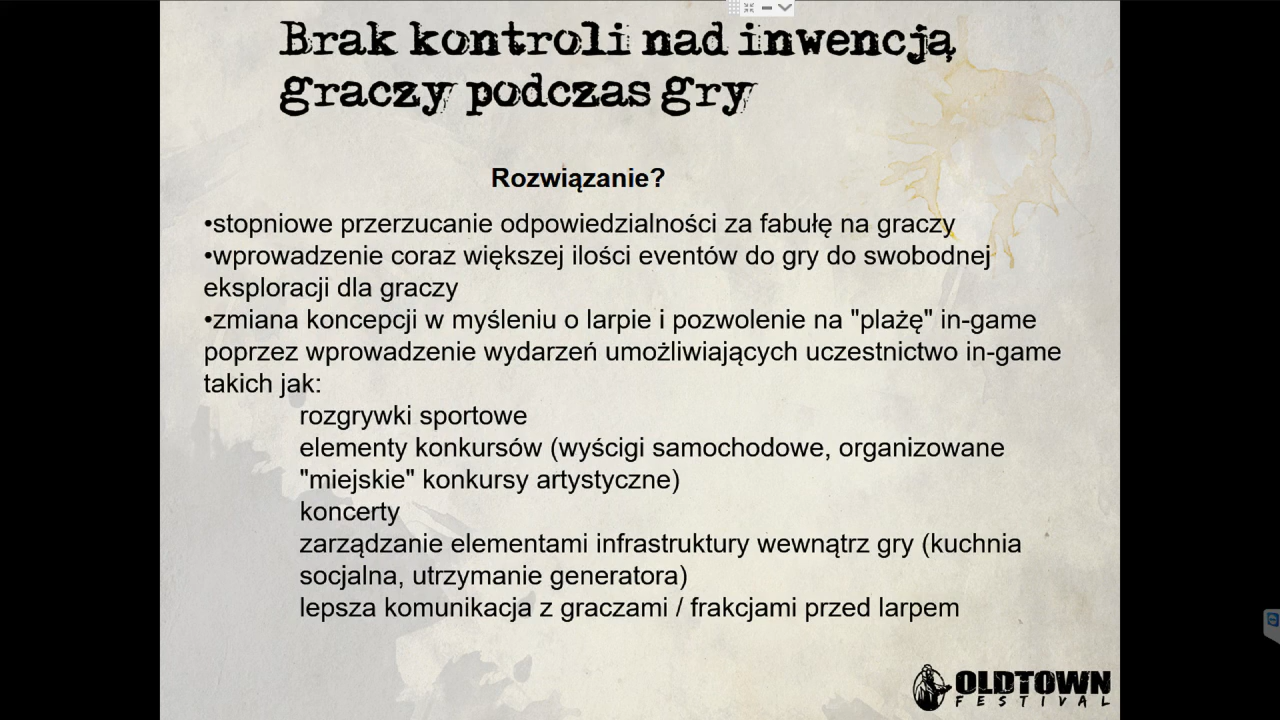 Brak kontroli nad inwencją
graczy podczas gry
Rozwiązanie?
•stopniowe przerzucanie odpowiedzialności za fabułę na graczy
•wprowadzenie coraz większej ilości eventów do gry do swobodnej
eksploracji dla graczy
•zmiana koncepcji w myśleniu o larpie i pozwolenie na "plażę" in-game
poprzez wprowadzenie wydarzeń umożliwiających uczestnictwo in-game
takich jak:
rozgrywki sportowe
elementy konkursów (wyścigi samochodowe, organizowane
"miejskie" konkursy artystyczne)
koncerty
zarządzanie elementami infrastruktury wewnątrz gry (kuchnia
socjalna, utrzymanie generatora)
lepsza komunikacja z graczami / frakcjami przed larpem
OLDTOWN
FESTIVAL